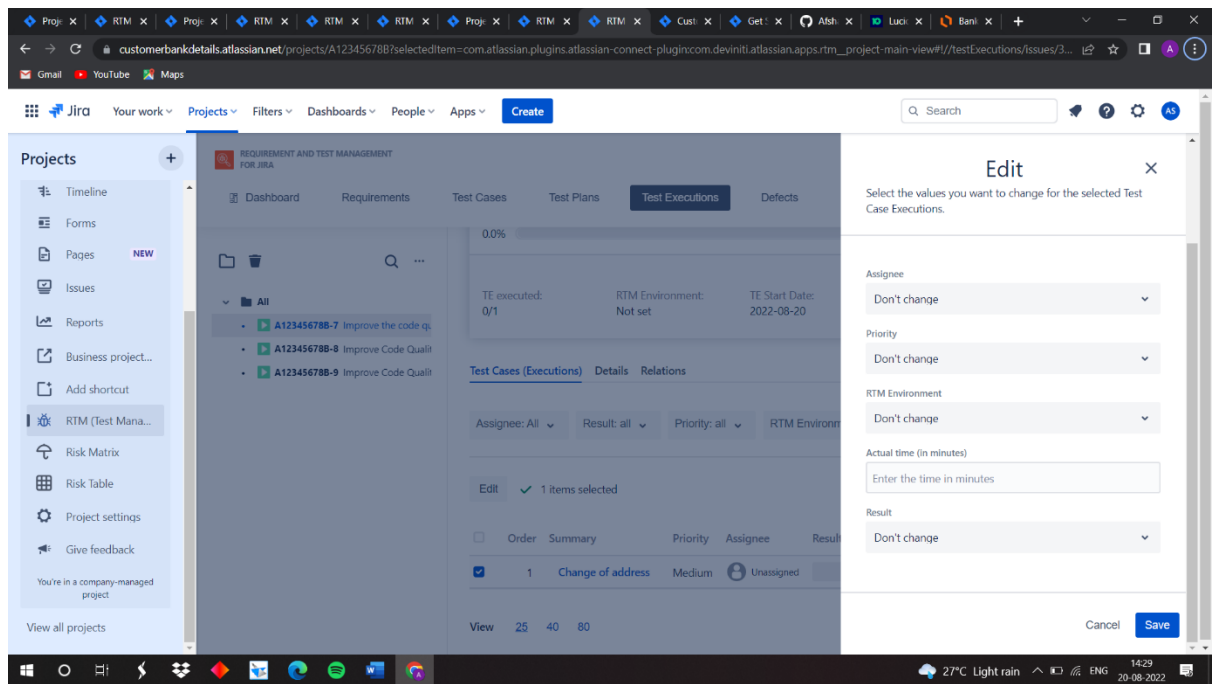 Proje
RTM
Proje
RTM
RTM
RTM
Proje
RTM
RTM
Custo
Get S
Afsha
Lucid
Bank
customerbankdetails.atlassian.net/projects/A12345678B?selectedItem=com.atlassian.plugins.atlassian-connect-plugin:com.deviniti.atlassian.apps.rtm__project-main-view#!/testExecutions/issues/3...
A
Gmail YouTube Maps
Jira Your work Projects Filters Dashboards People Apps Create
Search
AS
Projects
Timeline
Forms
Pages NEW
Issues
Reports
Business project...
Add shortcut
RTM (Test Mana...
Risk Matrix
Risk Table
Project settings
Give feedback
You're in a company-managed
project
View all projects
REQUIREMENT AND TEST MANAGEMENT
FOR JIRA
Dashboard Requirements Test Cases Test Plans Test Executions Defects
All
A12345678B-7 Improve the code qu
A12345678B-8 Improve Code Qualit
A12345678B-9 Improve Code Qualit
0.0%
TE executed: RTM Environment: TE Start Date:
0/1 Not set 2022-08-20
Test Cases (Executions) Details Relations
Assignee: All Result: all Priority: all RTM Environm
Edit 1 items selected
Order Summary Priority Assignee Result
1 Change of address Medium Unassigned
View 25 40 80
Edit
Select the values you want to change for the selected Test
Case Executions.
Assignee
Don't change
Priority
Don't change
RTM Environment
Don't change
Actual time (in minutes)
Enter the time in minutes
Result
Don't change
Cancel Save
27°C Light rain ENG
14:29
20-08-2022